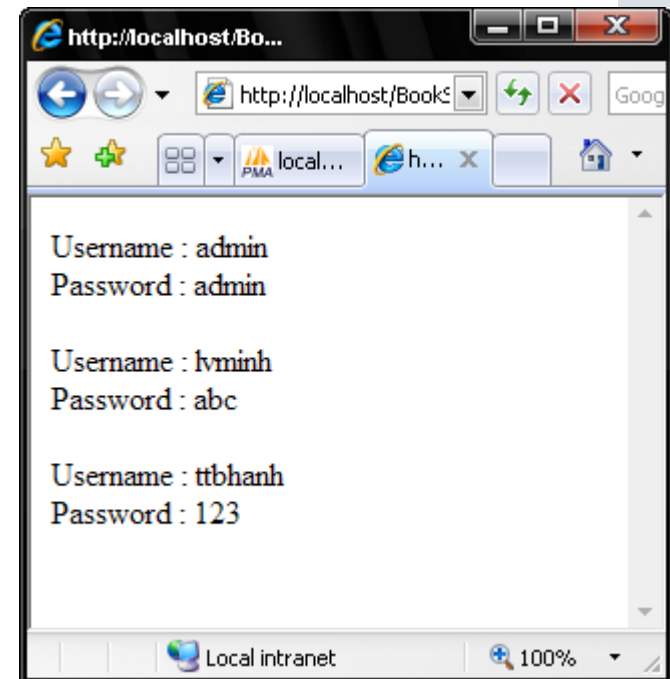 http://localhost/Bo...
http://localhost/BookS
Goog
PMA local...
h...
Username : admin
Password : admin
Username : lvminh
Password : abc
Username : ttbhanh
Password : 123
Local intranet
100%